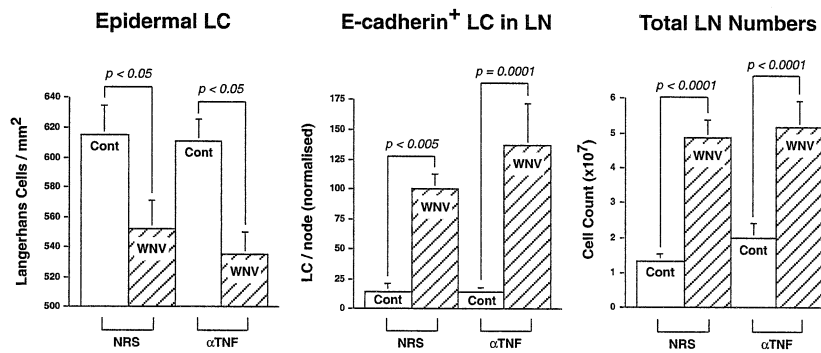 Epidermal LC
p < 0.05
p < 0.05
Langerhans Cells / mm²
640
620
600
580
560
540
520
500
Cont
WNV
Cont
WNV
NRS
αTNF
E-cadherin⁺ LC in LN
p = 0.0001
p < 0.005
LC / node (normalised)
175
150
125
100
75
50
25
0
Cont
WNV
Cont
WNV
NRS
αTNF
Total LN Numbers
p < 0.0001
p < 0.0001
Cell Count (x10⁷)
6
5
4
3
2
1
0
Cont
WNV
Cont
WNV
NRS
αTNF